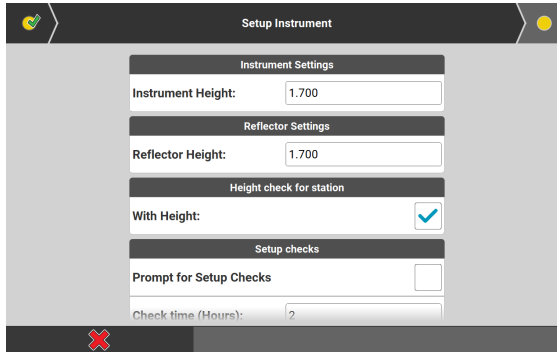 Setup Instrument
Instrument Settings
Instrument Height: 1.700
Reflector Settings
Reflector Height: 1.700
Height check for station
With Height:
Setup checks
Prompt for Setup Checks
Check time (Hours): 2